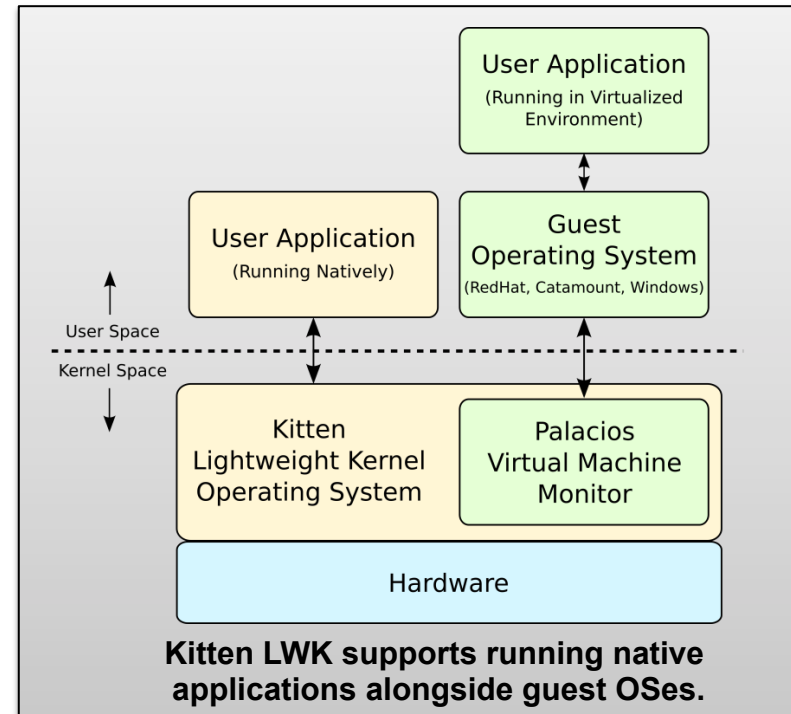 User Application
(Running in Virtualized
Environment)
User Application
(Running Natively)
Guest
Operating System
(RedHat, Catamount, Windows)
User Space
Kernel Space
Kitten
Lightweight Kernel
Operating System
Palacios
Virtual Machine
Monitor
Hardware
Kitten LWK supports running native
applications alongside guest OSes.